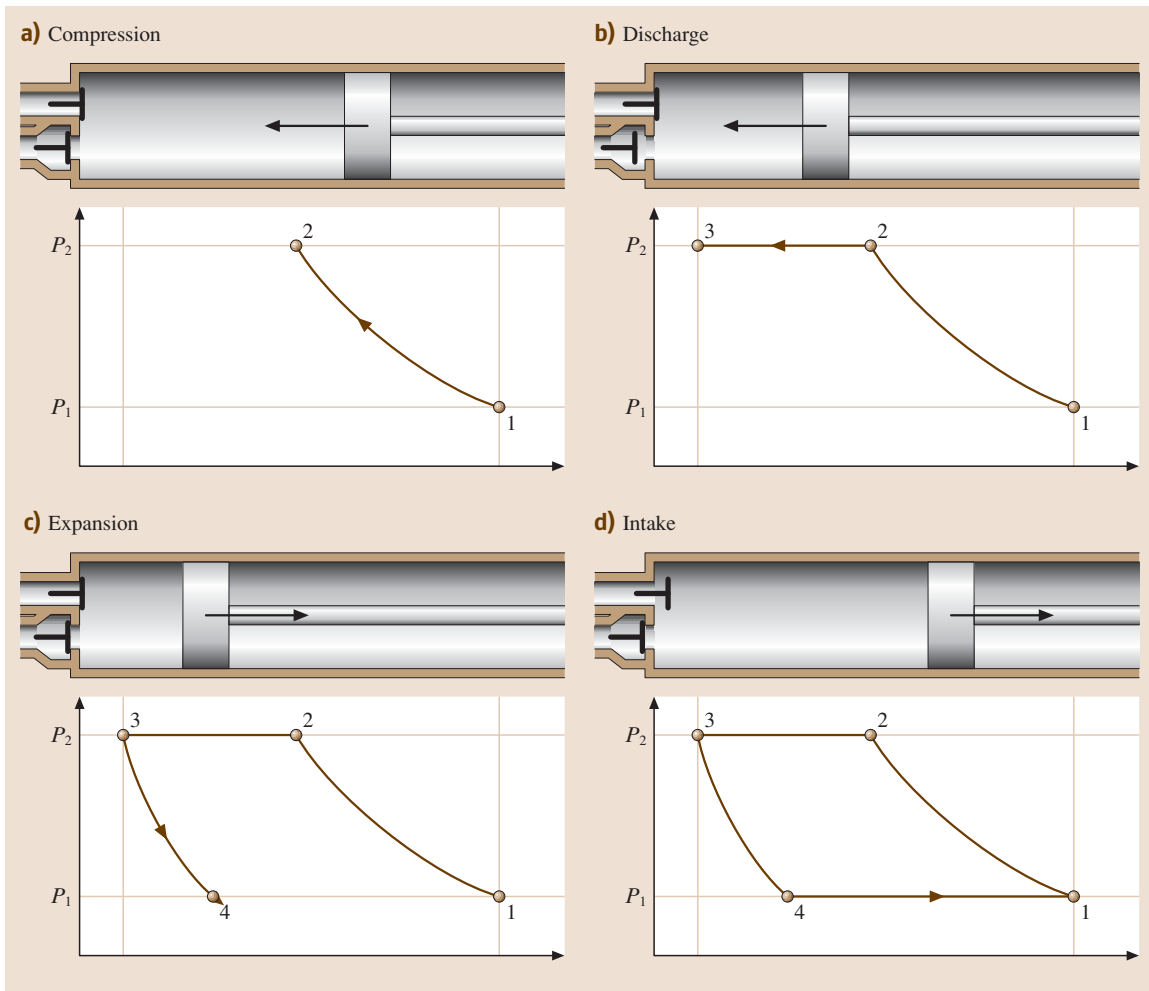 a) Compression
P2
2
P1
1
b) Discharge
P2
3
2
P1
1
c) Expansion
P2
3
2
P1
4
1
d) Intake
P2
3
2
P1
4
1